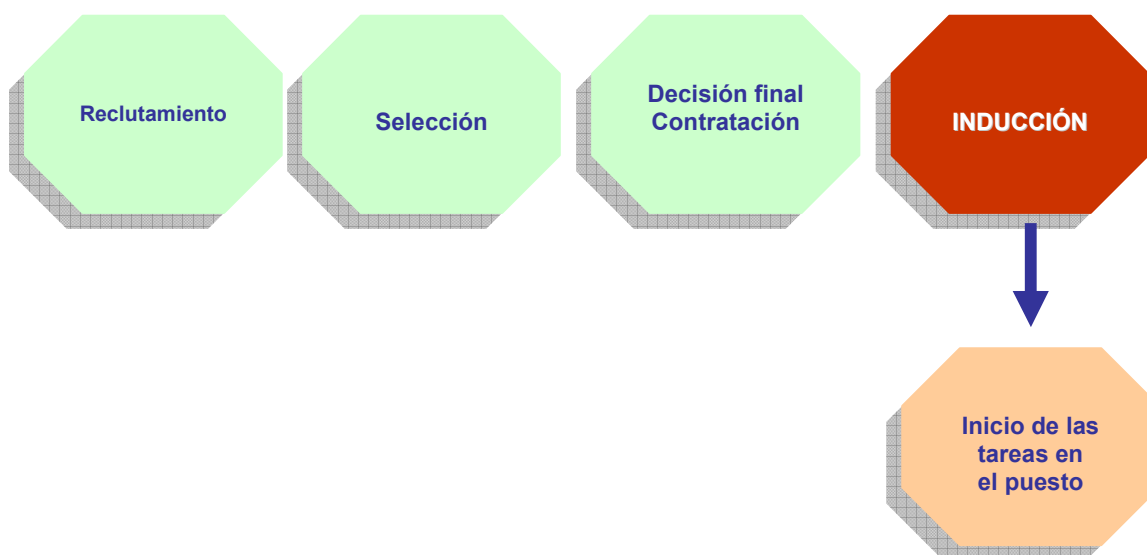 Reclutamiento
Selección
Decisión final
Contratación
INDUCCIÓN
Inicio de las
tareas en
el puesto